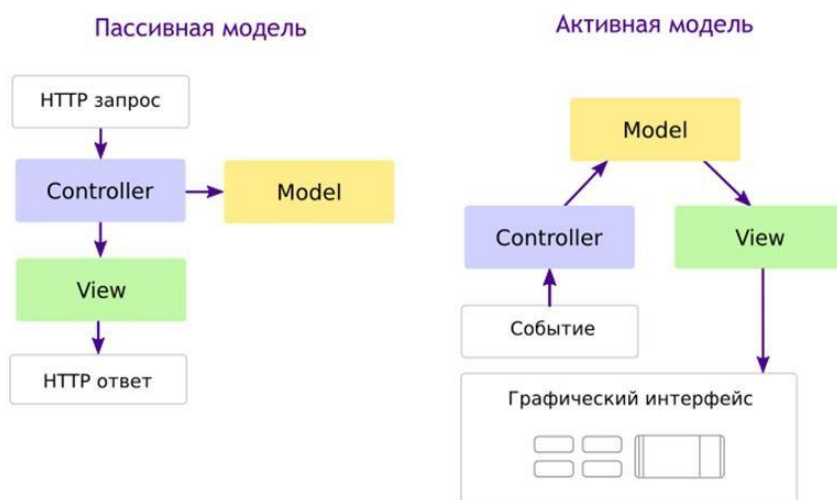 Пассивная модель
HTTP запрос
Controller
Model
View
HTTP ответ
Активная модель
Model
Controller
View
Событие
Графический интерфейс